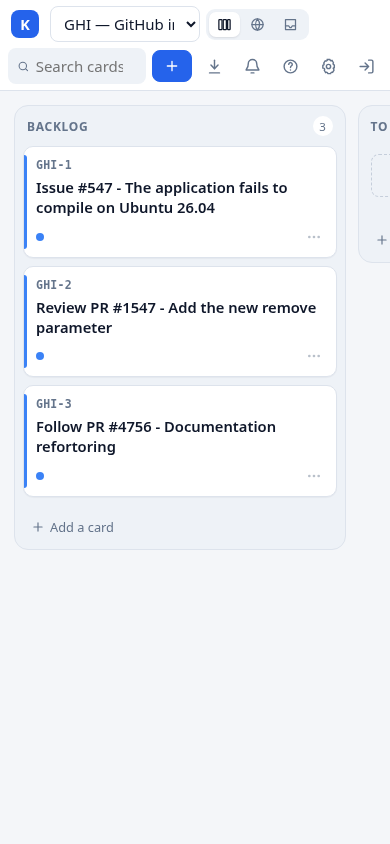 K
GHI — GitHub i
Search cards
BACKLOG
3
GHI-1
Issue #547 - The application fails to
compile on Ubuntu 26.04
GHI-2
Review PR #1547 - Add the new remove
parameter
GHI-3
Follow PR #4756 - Documentation
refortoring
Add a card
TO